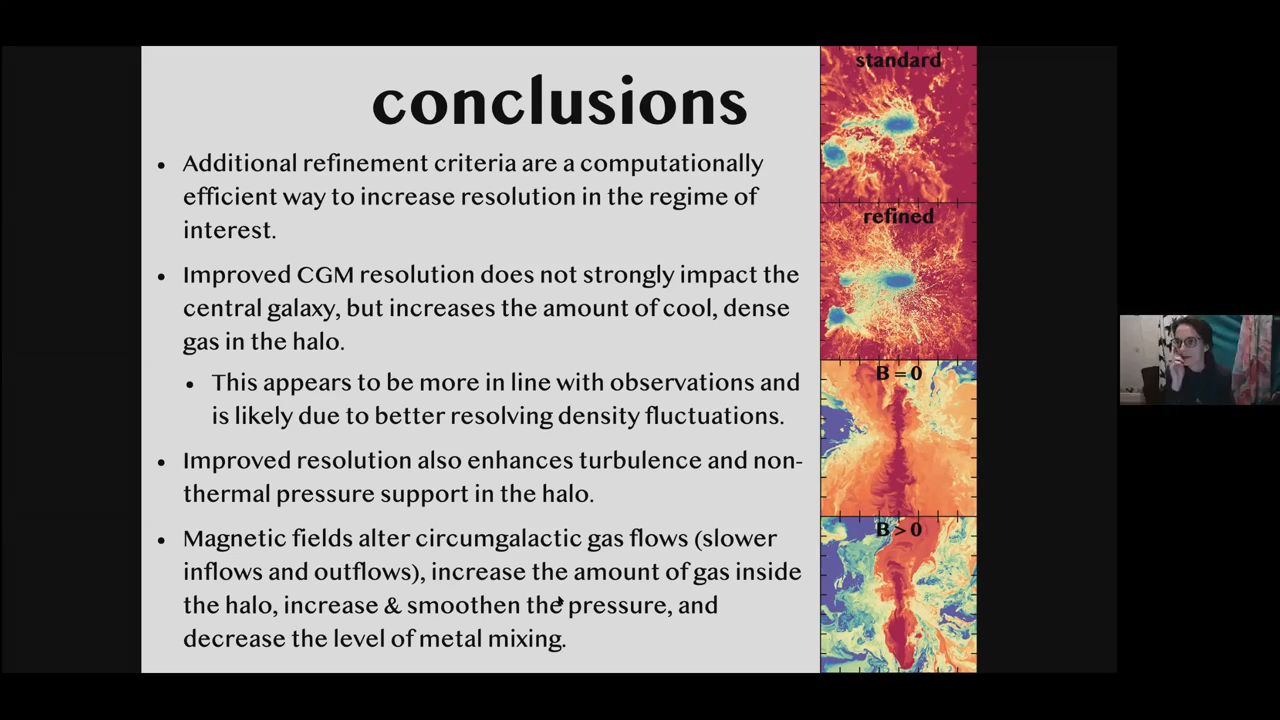 conclusions
• Additional refinement criteria are a computationally
efficient way to increase resolution in the regime of
interest.
• Improved CGM resolution does not strongly impact the
central galaxy, but increases the amount of cool, dense
gas in the halo.
• This appears to be more in line with observations and
is likely due to better resolving density fluctuations.
• Improved resolution also enhances turbulence and non-
thermal pressure support in the halo.
• Magnetic fields alter circumgalactic gas flows (slower
inflows and outflows), increase the amount of gas inside
the halo, increase & smoothen the pressure, and
decrease the level of metal mixing.
standard
refined
B = 0
B > 0